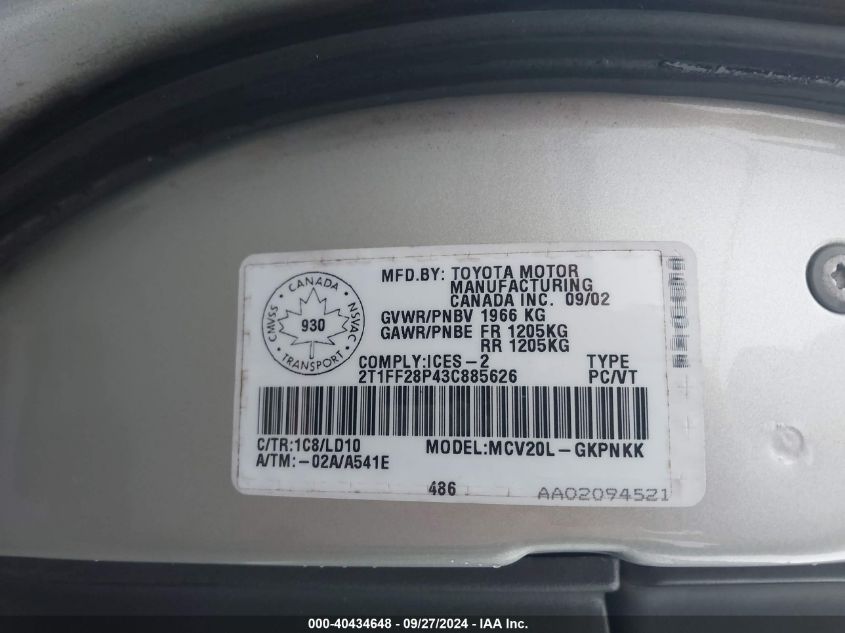 MFD.BY: TOYOTA MOTOR
MANUFACTURING
CANADA INC. 09/02
GVWR/PNBV 1966 KG
GAWR/PNBE FR 1205KG
RR 1205KG
CANADA
CMVSS
NSVAC
930
TRANSPORT
COMPLY:ICES-2 TYPE
2T1FF28P43C885626 PC/VT
C/TR:1C8/LD10 MODEL:MCV20L-GKPNKK
A/TM:-02A/A541E
486 AA02094521
000-40434648 - 09/27/2024 - IAA Inc.